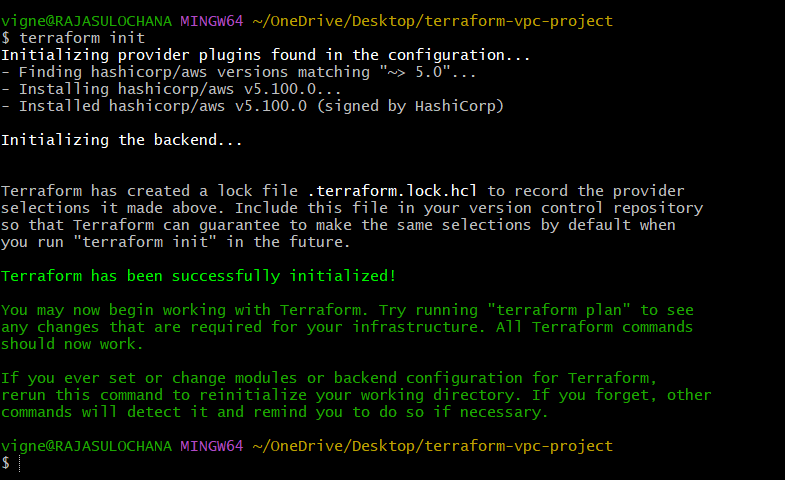 vigne@RAJASULOCHANA MINGW64 ~/OneDrive/Desktop/terraform-vpc-project
$ terraform init
Initializing provider plugins found in the configuration...
- Finding hashicorp/aws versions matching "~> 5.0"...
- Installing hashicorp/aws v5.100.0...
- Installed hashicorp/aws v5.100.0 (signed by HashiCorp)
Initializing the backend...
Terraform has created a lock file .terraform.lock.hcl to record the provider
selections it made above. Include this file in your version control repository
so that Terraform can guarantee to make the same selections by default when
you run "terraform init" in the future.
Terraform has been successfully initialized!
You may now begin working with Terraform. Try running "terraform plan" to see
any changes that are required for your infrastructure. All Terraform commands
should now work.
If you ever set or change modules or backend configuration for Terraform,
rerun this command to reinitialize your working directory. If you forget, other
commands will detect it and remind you to do so if necessary.
vigne@RAJASULOCHANA MINGW64 ~/OneDrive/Desktop/terraform-vpc-project
$